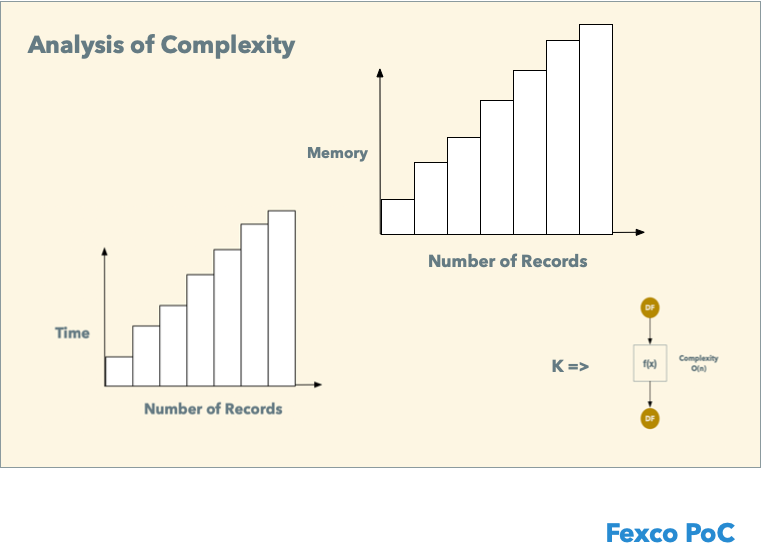 Analysis of Complexity
Memory
Number of Records
Time
Number of Records
DF
K =>
f(x)
Complexity
O(n)
DF
Fexco PoC